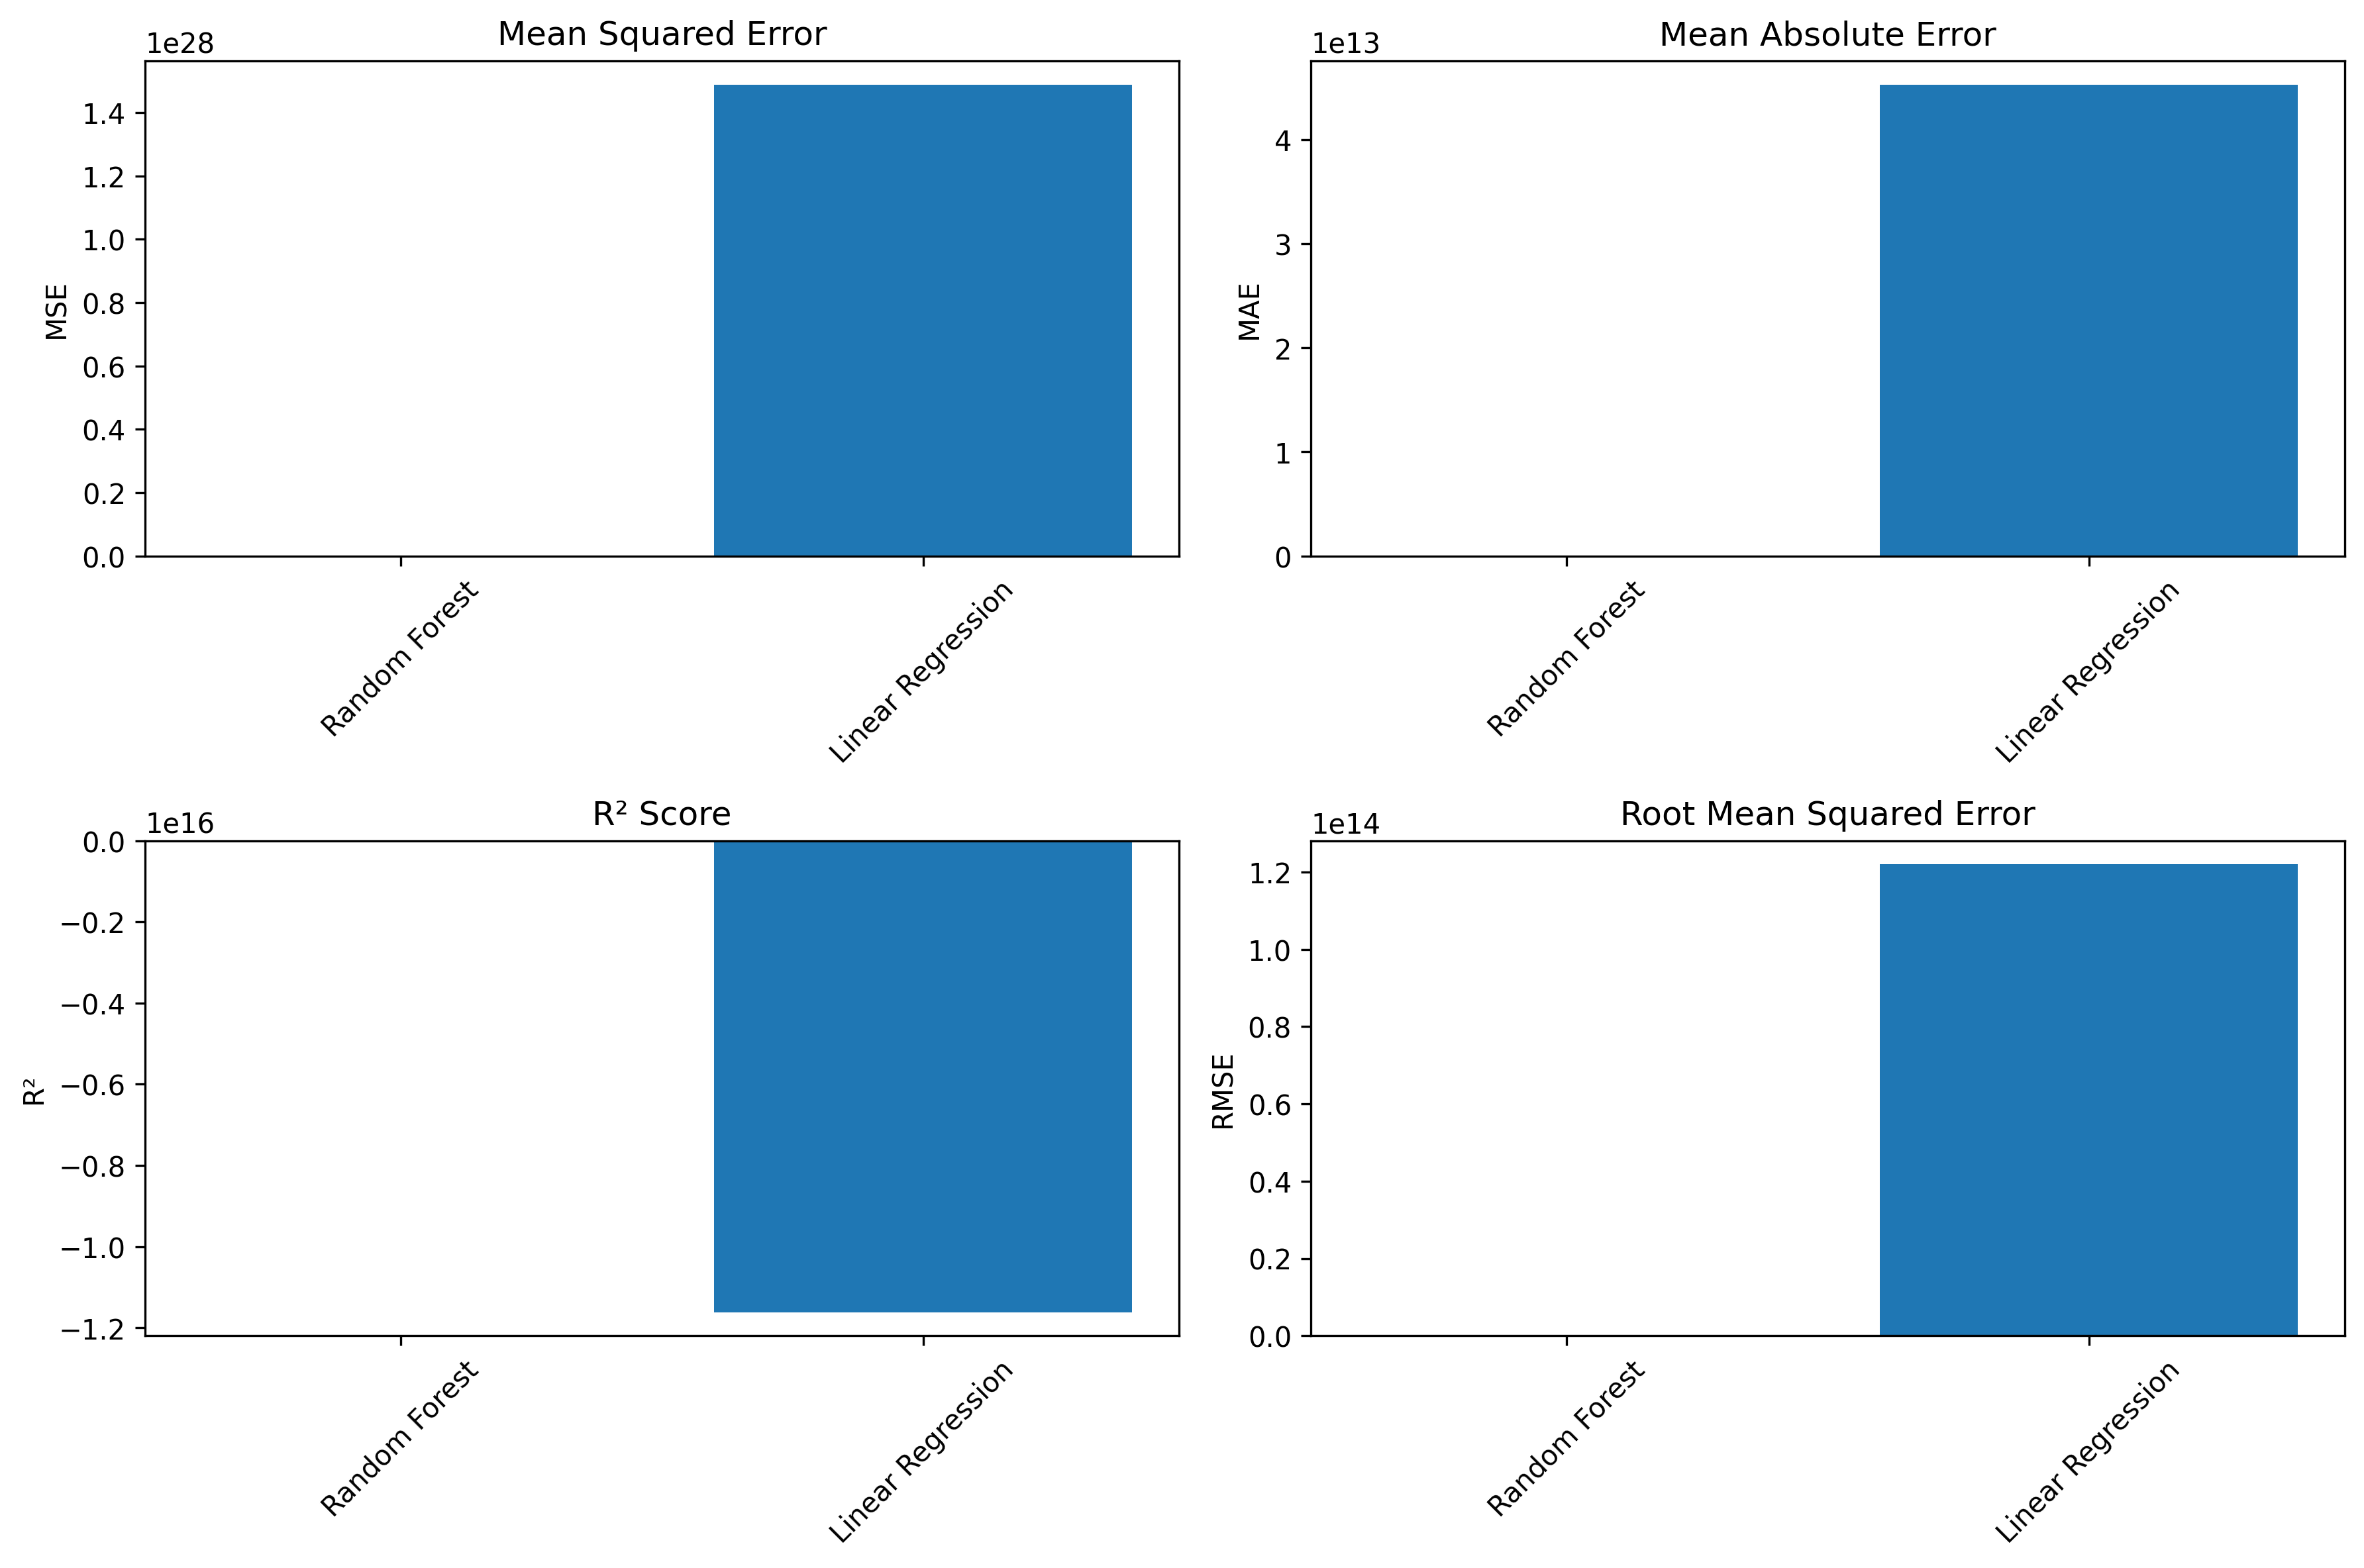 Mean Squared Error
1e28
MSE
1.4
1.2
1.0
0.8
0.6
0.4
0.2
0.0
Random Forest
Linear Regression
Mean Absolute Error
1e13
MAE
4
3
2
1
0
Random Forest
Linear Regression
R² Score
1e16
R²
0.0
−0.2
−0.4
−0.6
−0.8
−1.0
−1.2
Random Forest
Linear Regression
Root Mean Squared Error
1e14
RMSE
1.2
1.0
0.8
0.6
0.4
0.2
0.0
Random Forest
Linear Regression